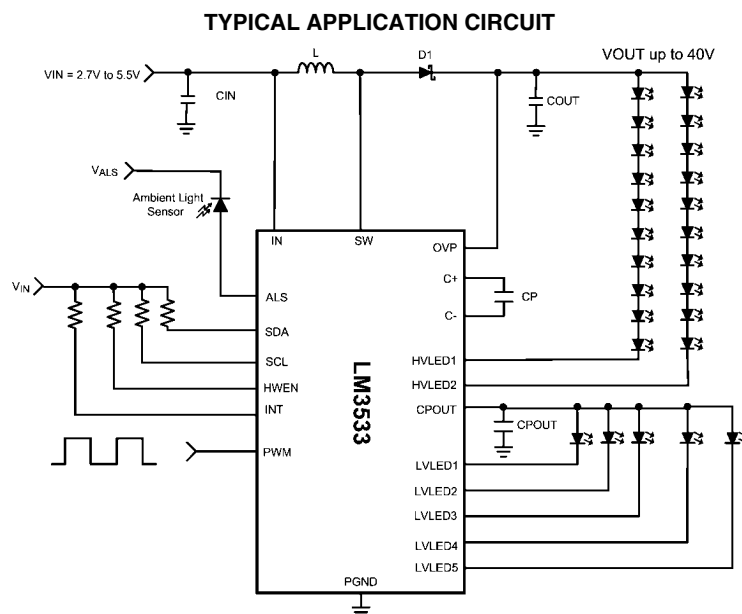 TYPICAL APPLICATION CIRCUIT
L
D1
VOUT up to 40V
VIN = 2.7V to 5.5V
CIN
COUT
VALS
Ambient Light
Sensor
IN
SW
OVP
C+
CP
C-
VIN
ALS
SDA
SCL
HWEN
INT
PWM
LM3533
HVLED1
HVLED2
CPOUT
CPOUT
LVLED1
LVLED2
LVLED3
LVLED4
LVLED5
PGND